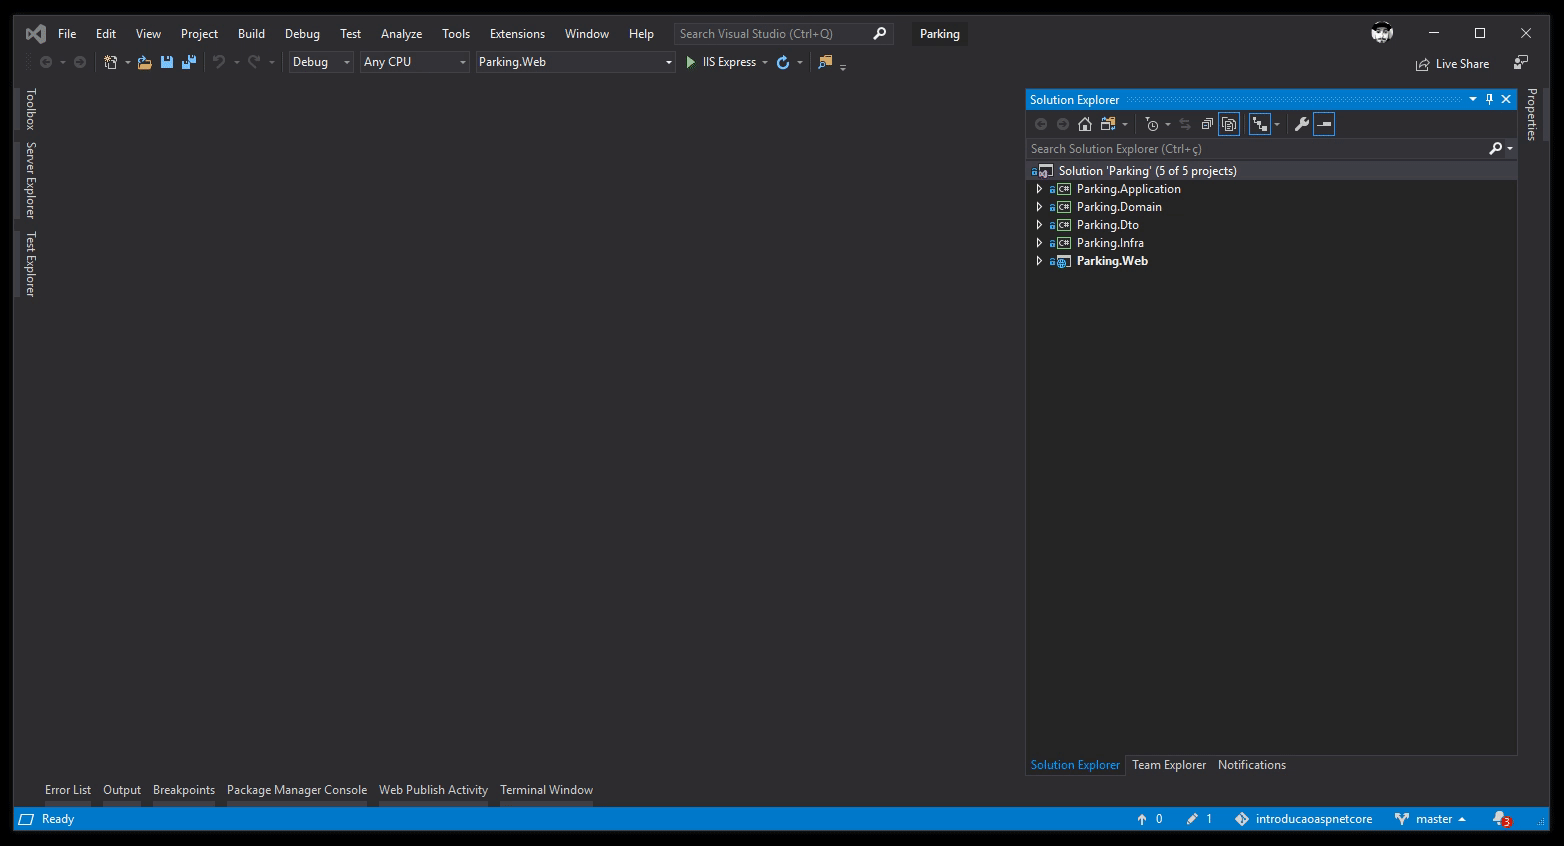 File Edit View Project Build Debug Test Analyze Tools Extensions Window Help Search Visual Studio (Ctrl+Q) Parking
Debug Any CPU Parking.Web IIS Express Live Share
Toolbox
Server Explorer
Test Explorer
Solution Explorer
Search Solution Explorer (Ctrl+ç)
Solution 'Parking' (5 of 5 projects)
C# Parking.Application
C# Parking.Domain
C# Parking.Dto
C# Parking.Infra
Parking.Web
Properties
Solution Explorer Team Explorer Notifications
Error List Output Breakpoints Package Manager Console Web Publish Activity Terminal Window
Ready 0 1 introducaoaspnetcore master 3